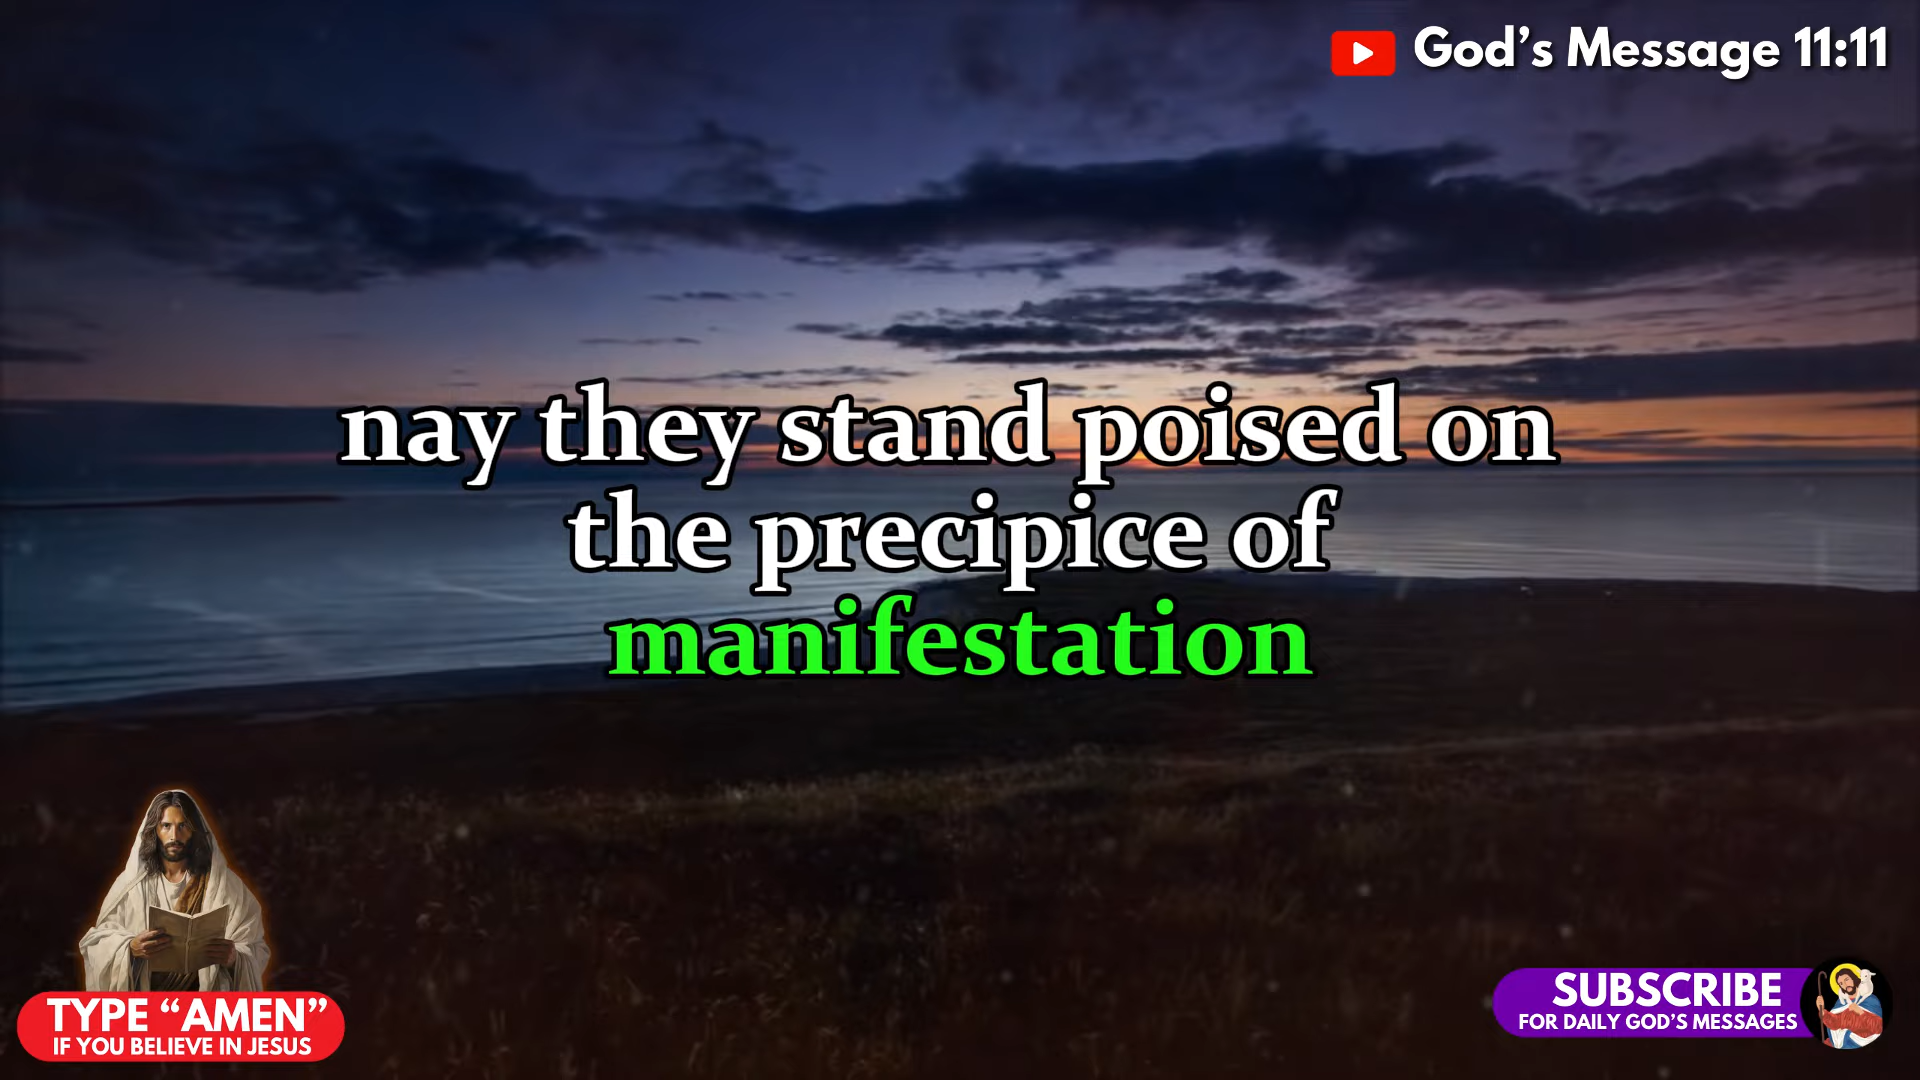 God’s Message 11:11
nay they stand poised on
the precipice of
manifestation
TYPE “AMEN”
IF YOU BELIEVE IN JESUS
SUBSCRIBE
FOR DAILY GOD’S MESSAGES